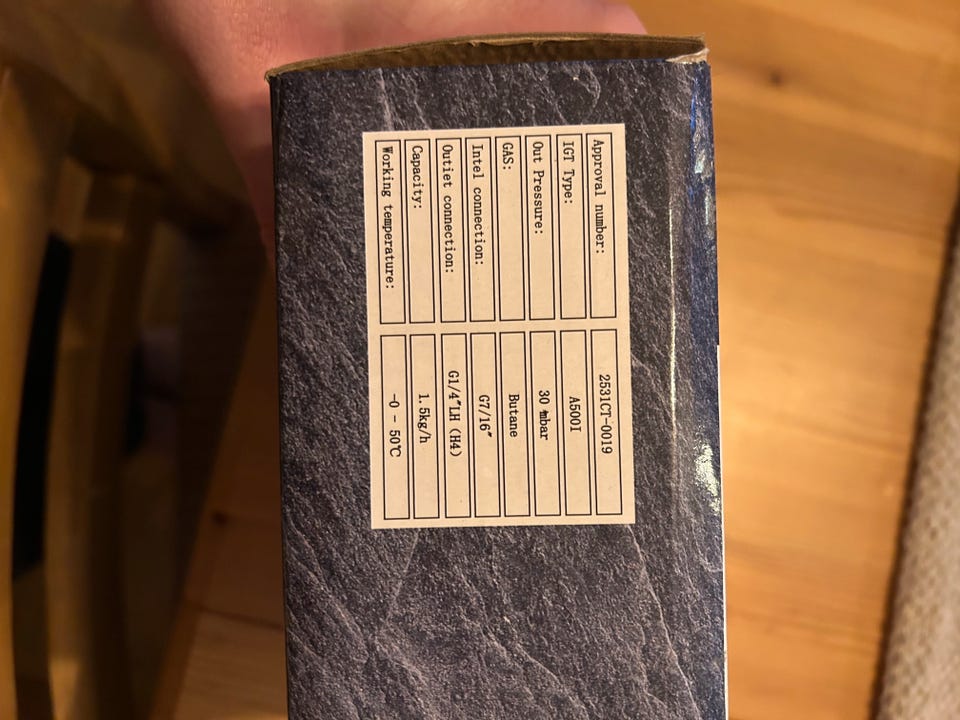 Approval number: 2531CT-0019
IGT Type: A500I
Out Pressure: 30 mbar
GAS: Butane
Intel connection: G7/16″
Outiet connection: G1/4″LH (H4)
Capacity: 1.5kg/h
Working temperature: -0 - 50℃